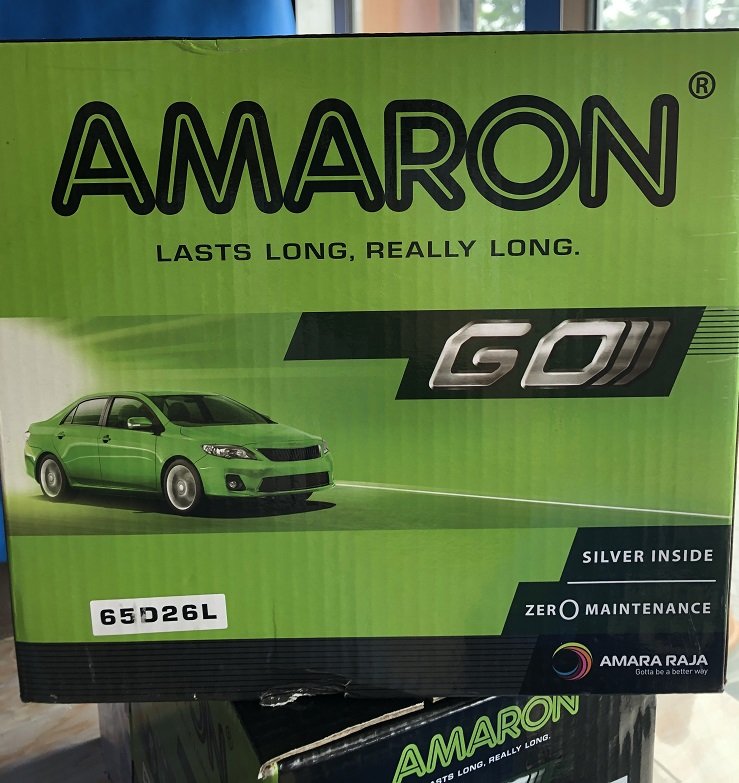 AMARON®
LASTS LONG, REALLY LONG.
GO
SILVER INSIDE
ZERO MAINTENANCE
65D26L
AMARA RAJA
Gotta be a better way
AMARON
LASTS LONG, REALLY LONG.